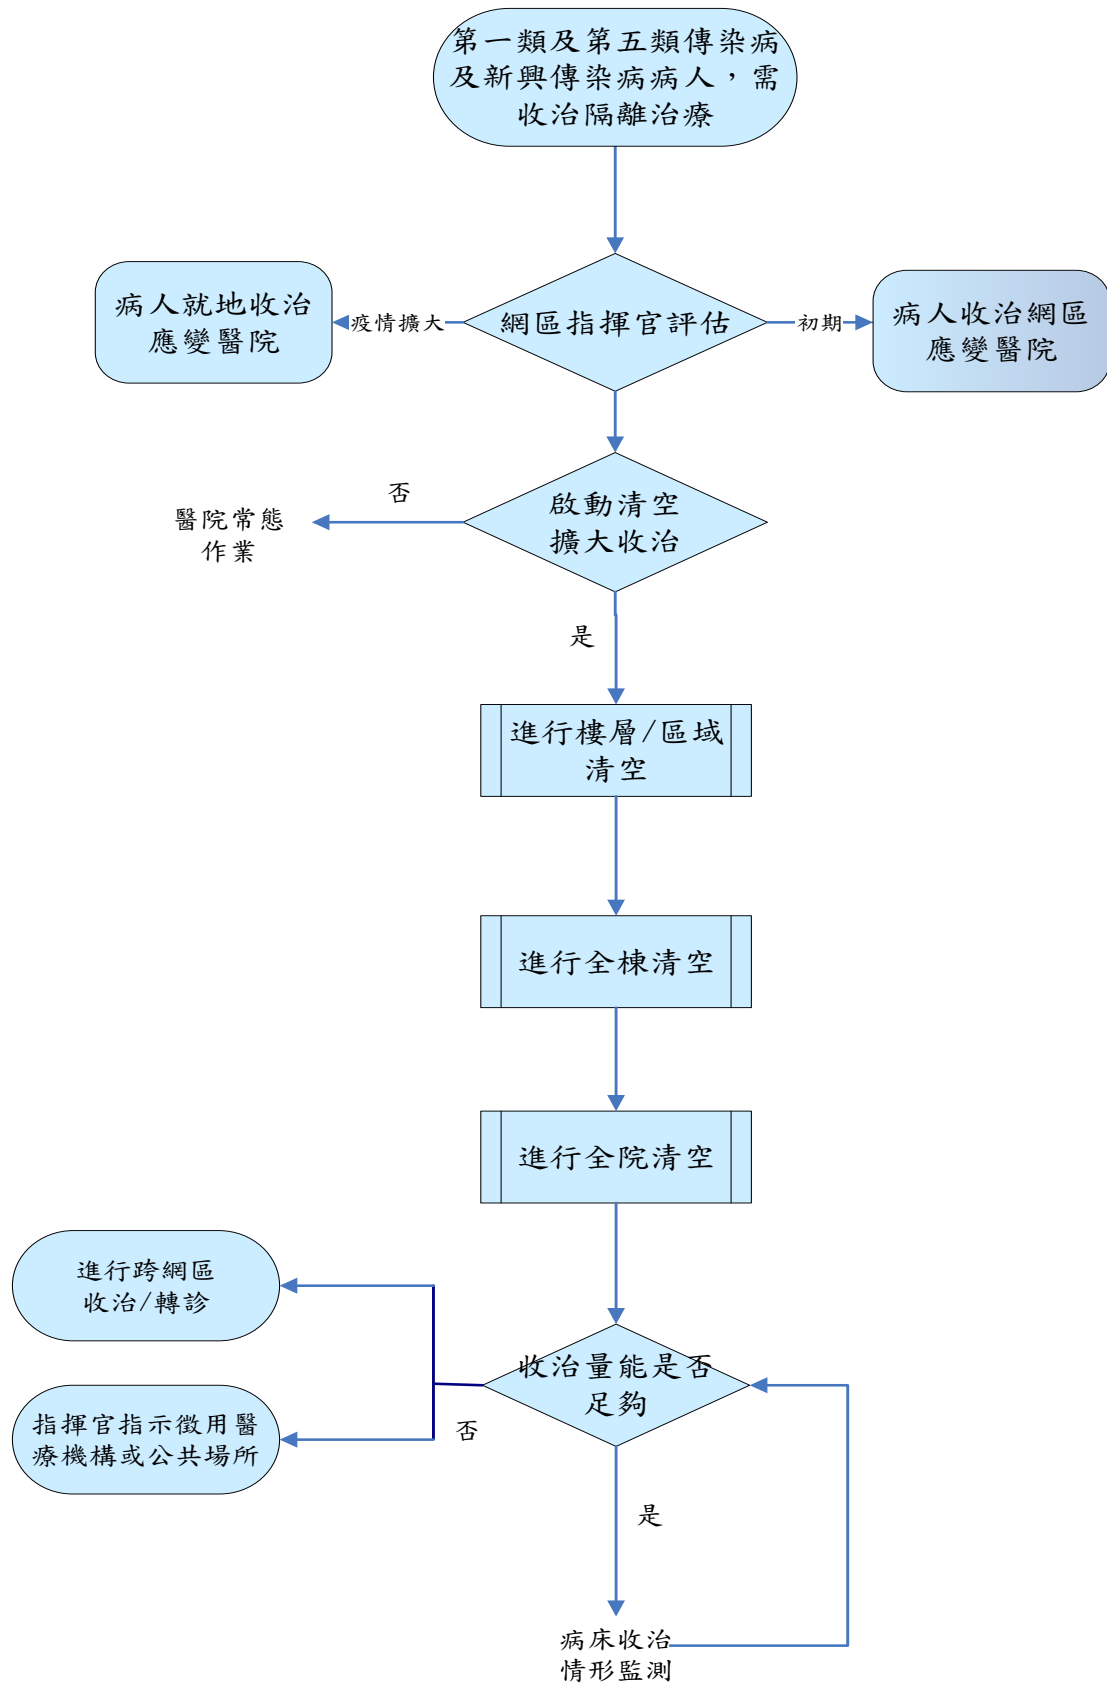 第一類及第五類傳染病
及新興傳染病病人，需
收治隔離治療
病人就地收治
應變醫院
疫情擴大
網區指揮官評估
初期
病人收治網區
應變醫院
啟動清空
擴大收治
否
醫院常態
作業
是
進行樓層/區域
清空
進行全棟清空
進行全院清空
進行跨網區
收治/轉診
收治量能是否
足夠
指揮官指示徵用醫
療機構或公共場所
否
是
病床收治
情形監測